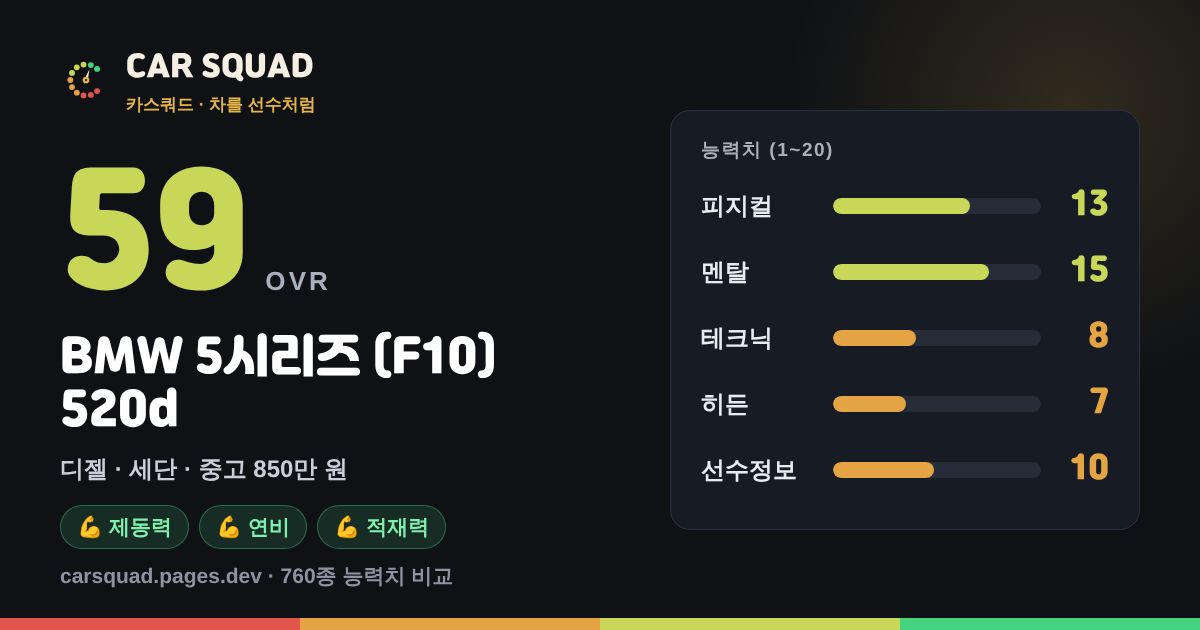 CAR SQUAD
카스쿼드 · 차를 선수처럼
59 OVR
BMW 5시리즈 (F10)
520d
디젤 · 세단 · 중고 850만 원
💪 제동력 💪 연비 💪 적재력
carsquad.pages.dev · 760종 능력치 비교
능력치 (1~20)
피지컬 13
멘탈 15
테크닉 8
히든 7
선수정보 10